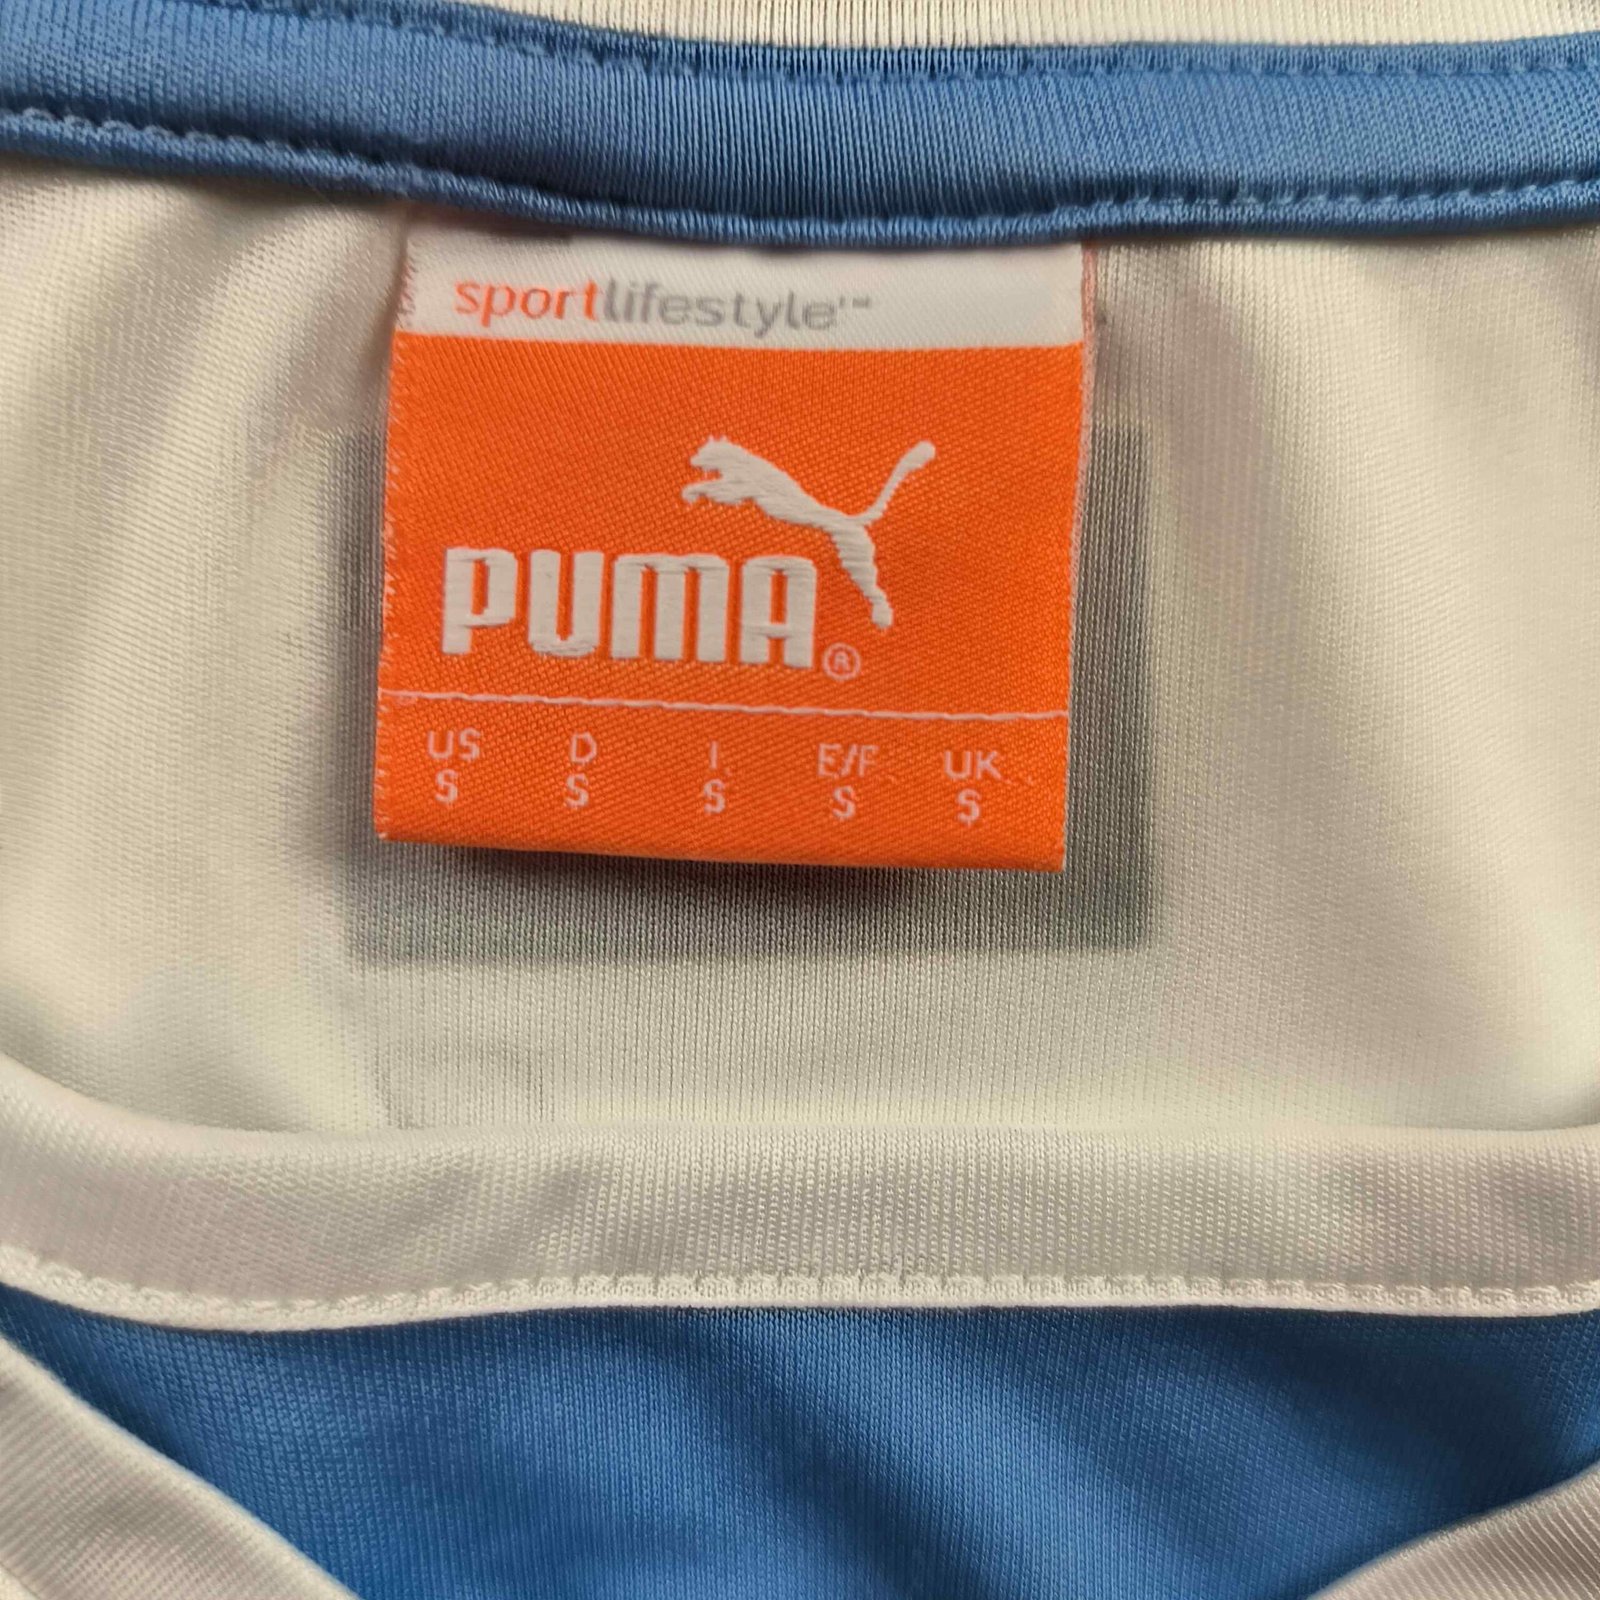 sportlifestyle™
PUMA®
US D I E/F UK
S S S S S